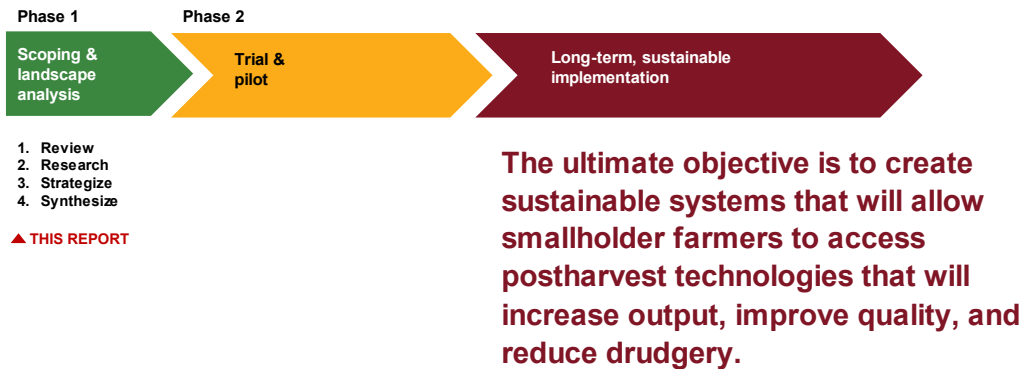 Phase 1
Phase 2
Scoping &
landscape
analysis
Trial &
pilot
Long-term, sustainable
implementation
1. Review
2. Research
3. Strategize
4. Synthesize
THIS REPORT
The ultimate objective is to create
sustainable systems that will allow
smallholder farmers to access
postharvest technologies that will
increase output, improve quality, and
reduce drudgery.